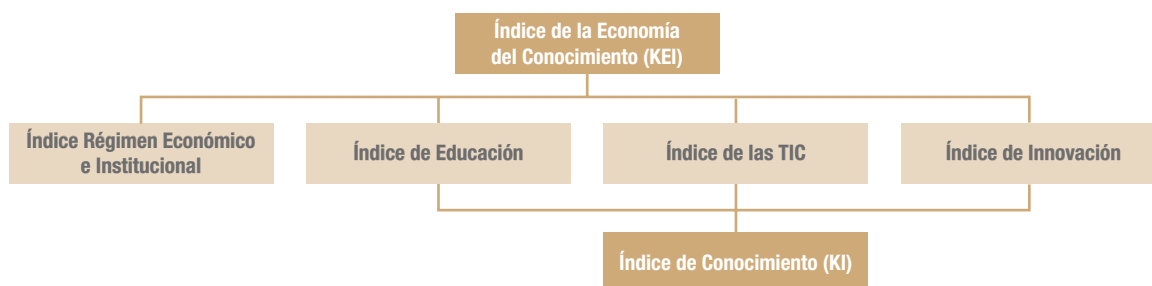 Índice de la Economía
del Conocimiento (KEI)
Índice Régimen Económico
e Institucional
Índice de Educación
Índice de las TIC
Índice de Innovación
Índice de Conocimiento (KI)